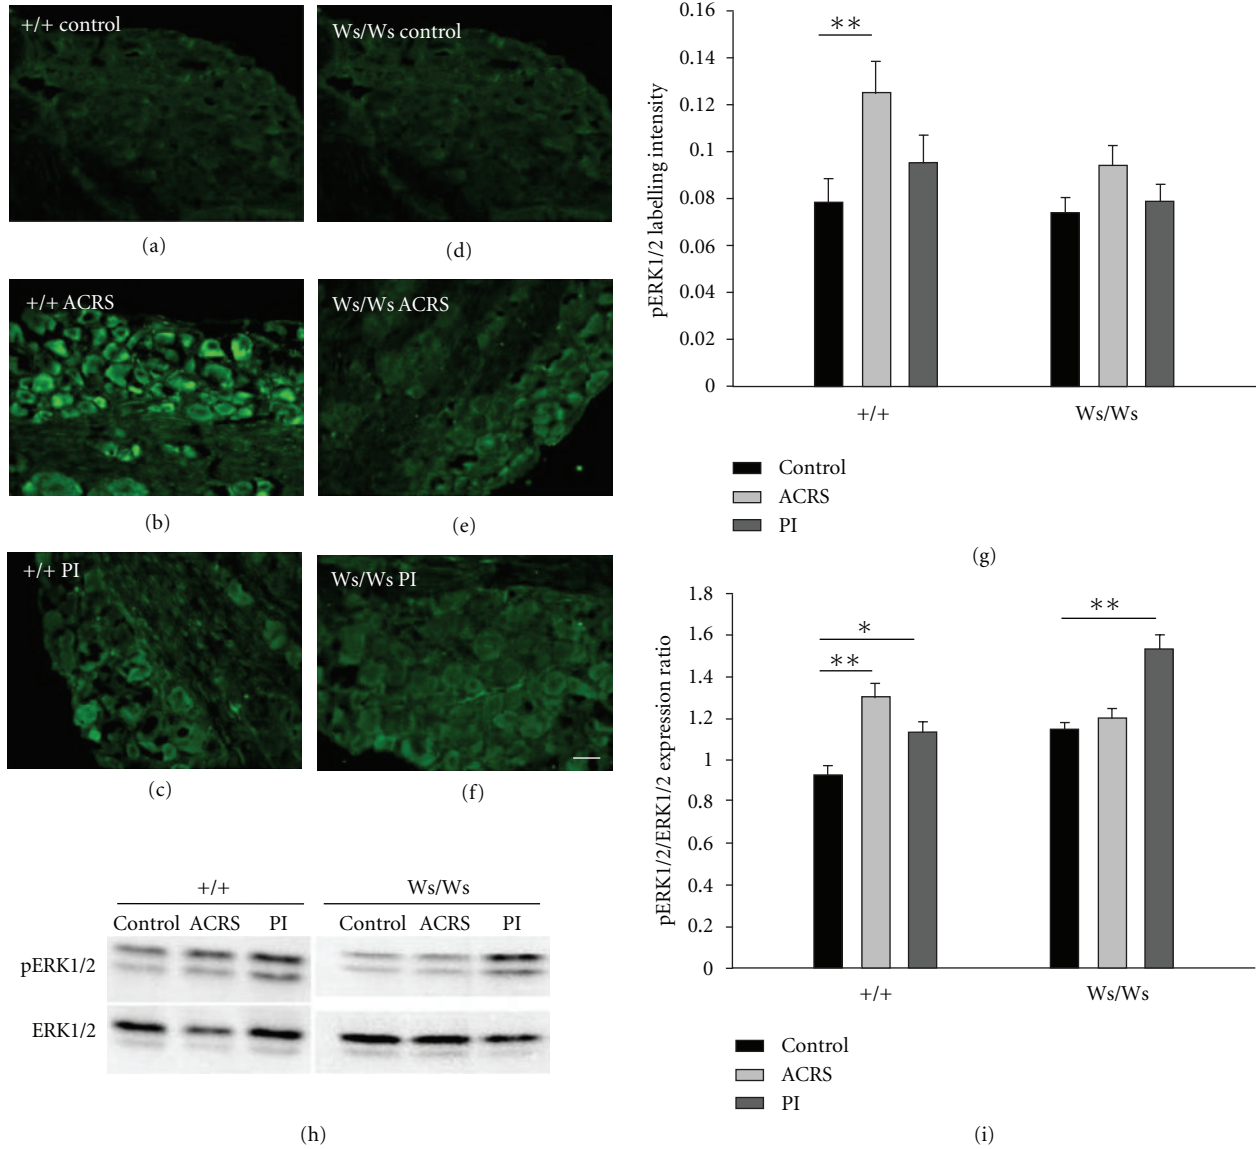 +/+ control
(a)
Ws/Ws control
(d)
+/+ ACRS
(b)
Ws/Ws ACRS
(e)
+/+ PI
(c)
Ws/Ws PI
(f)
+/+ Ws/Ws
Control ACRS PI Control ACRS PI
pERK1/2
ERK1/2
(h)
pERK1/2 labelling intensity
0.16
0.14
0.12
0.1
0.08
0.06
0.04
0.02
0
**
+/+ Ws/Ws
Control
ACRS
PI
(g)
pERK1/2/ERK1/2 expression ratio
1.8
1.6
1.4
1.2
1
0.8
0.6
0.4
0.2
0
**
*
**
+/+ Ws/Ws
Control
ACRS
PI
(i)